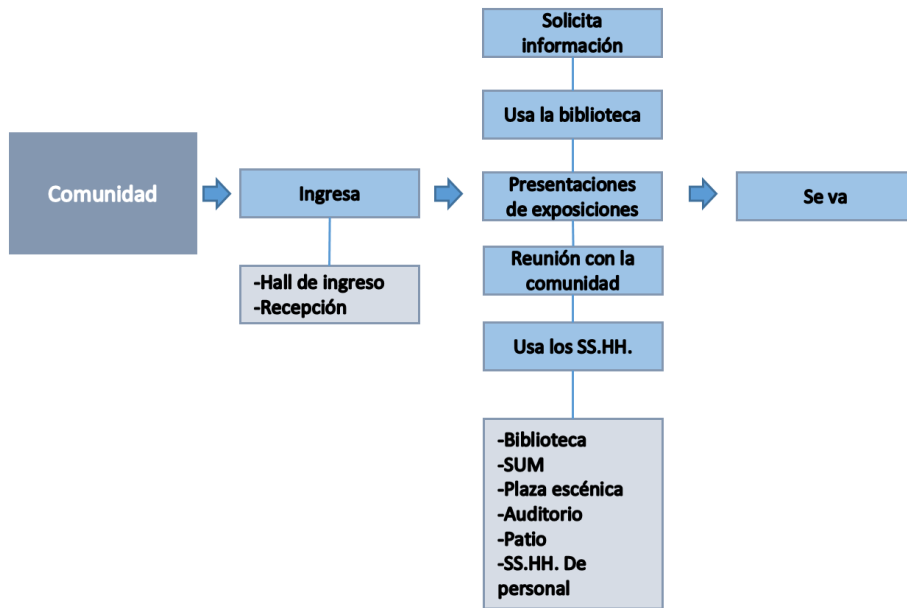 Comunidad
Ingresa
-Hall de ingreso
-Recepción
Solicita
información
Usa la biblioteca
Presentaciones
de exposiciones
Reunión con la
comunidad
Usa los SS.HH.
-Biblioteca
-SUM
-Plaza escénica
-Auditorio
-Patio
-SS.HH. De
personal
Se va